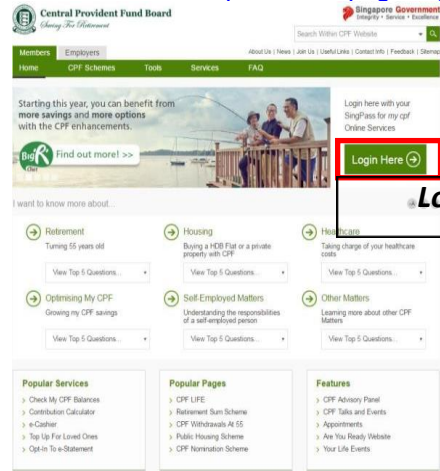 Central Provident Fund Board
Saving For Retirement
Singapore Government
Integrity • Service • Excellence
Search Within CPF Website
Members
Employers
About Us | News | Join Us | Useful Links | Contact Info | Feedback | Sitemap
Home
CPF Schemes
Tools
Services
FAQ
Starting this year, you can benefit from
more savings and more options
with the CPF enhancements.
Find out more! >>
Login here with your
SingPass for my cpf
Online Services
Login Here
I want to know more about...
Lo
Retirement
Turning 55 years old
View Top 5 Questions...
Housing
Buying a HDB Flat or a private
property with CPF
View Top 5 Questions...
Healthcare
Taking charge of your healthcare
costs
View Top 5 Questions...
Optimising My CPF
Growing my CPF savings
View Top 5 Questions...
Self-Employed Matters
Understanding the responsibilities
of a self-employed person
View Top 5 Questions...
Other Matters
Learning more about other CPF
Matters
View Top 5 Questions...
Popular Services
> Check My CPF Balances
> Contribution Calculator
> e-Cashier
> Top Up For Loved Ones
> Opt-In To e-Statement
Popular Pages
> CPF LIFE
> Retirement Sum Scheme
> CPF Withdrawals At 55
> Public Housing Scheme
> CPF Nomination Scheme
Features
> CPF Advisory Panel
> CPF Talks and Events
> Appointments
> Are You Ready Website
> Your Life Events